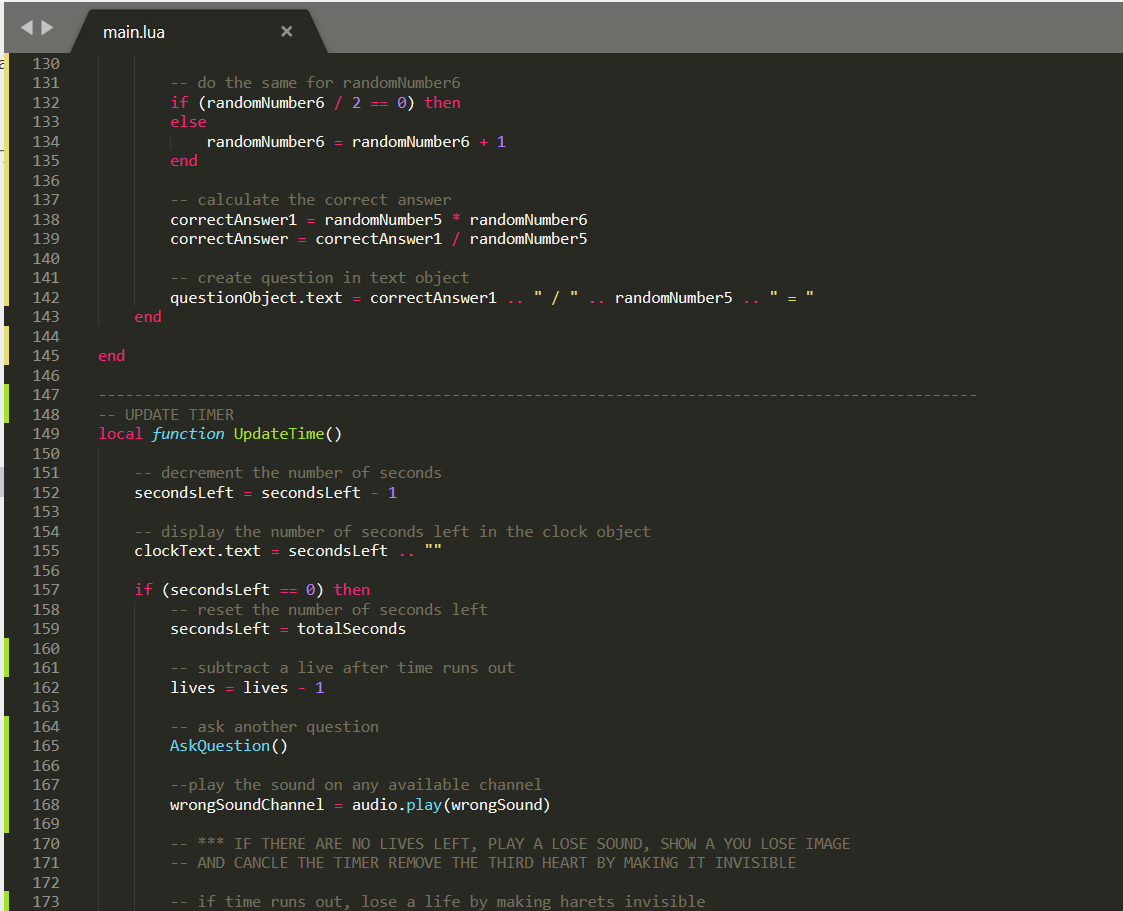 main.lua ×
130
131 -- do the same for randomNumber6
132 if (randomNumber6 / 2 == 0) then
133 else
134 randomNumber6 = randomNumber6 + 1
135 end
136
137 -- calculate the correct answer
138 correctAnswer1 = randomNumber5 * randomNumber6
139 correctAnswer = correctAnswer1 / randomNumber5
140
141 -- create question in text object
142 questionObject.text = correctAnswer1 .. " / " .. randomNumber5 .. " = "
143 end
144
145 end
146
147 -------------------------------------------------------------------------------------------------
148 -- UPDATE TIMER
149 local function UpdateTime()
150
151 -- decrement the number of seconds
152 secondsLeft = secondsLeft - 1
153
154 -- display the number of seconds left in the clock object
155 clockText.text = secondsLeft .. ""
156
157 if (secondsLeft == 0) then
158 -- reset the number of seconds left
159 secondsLeft = totalSeconds
160
161 -- subtract a live after time runs out
162 lives = lives - 1
163
164 -- ask another question
165 AskQuestion()
166
167 --play the sound on any available channel
168 wrongSoundChannel = audio.play(wrongSound)
169
170 -- *** IF THERE ARE NO LIVES LEFT, PLAY A LOSE SOUND, SHOW A YOU LOSE IMAGE
171 -- AND CANCLE THE TIMER REMOVE THE THIRD HEART BY MAKING IT INVISIBLE
172
173 -- if time runs out, lose a life by making harets invisible